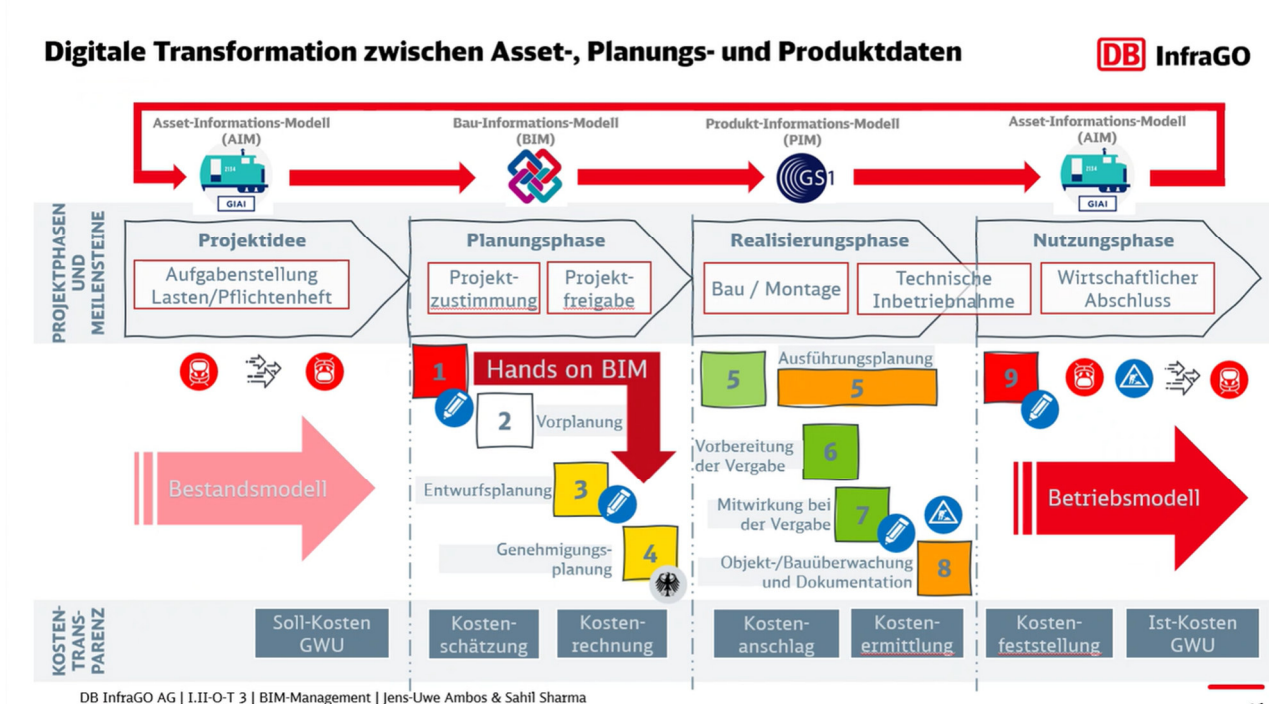 Digitale Transformation zwischen Asset-, Planungs- und Produktdaten
DB InfraGO
Asset-Informations-Modell
(AIM)
Bau-Informations-Modell
(BIM)
Produkt-Informations-Modell
(PIM)
Asset-Informations-Modell
(AIM)
2154
GIAI
GS1
2154
GIAI
PROJEKTPHASEN
UND
MEILENSTEINE
Projektidee
Aufgabenstellung
Lasten/Pflichtenheft
Planungsphase
Projekt-
zustimmung
Projekt-
freigabe
Realisierungsphase
Bau / Montage
Technische
Inbetriebnahme
Nutzungsphase
Wirtschaftlicher
Abschluss
Bestandsmodell
1
Hands on BIM
2
Vorplanung
Entwurfsplanung
3
Genehmigungs-
planung
4
5
Ausführungsplanung
5
Vorbereitung
der Vergabe
6
Mitwirkung bei
der Vergabe
7
Objekt-/Bauüberwachung
und Dokumentation
8
9
Betriebsmodell
KOSTEN-
TRANS-
PARENZ
Soll-Kosten
GWU
Kosten-
schätzung
Kosten-
rechnung
Kosten-
anschlag
Kosten-
ermittlung
Kosten-
feststellung
Ist-Kosten
GWU
DB InfraGO AG | I.II-O-T 3 | BIM-Management | Jens-Uwe Ambos & Sahil Sharma